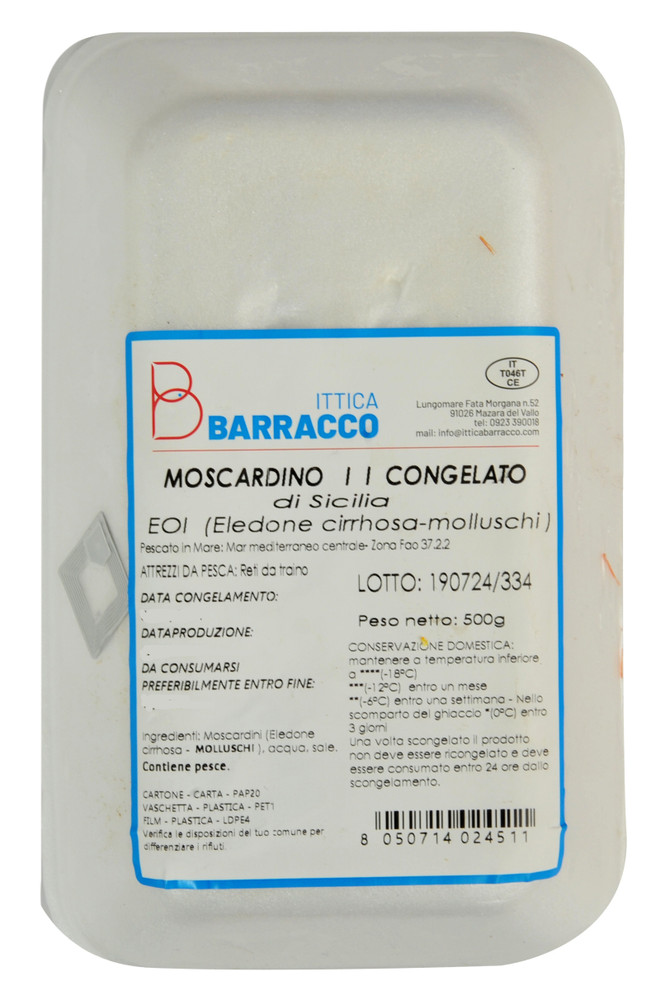 B
ITTICA
BARRACCO
IT
T046T
CE
Lungomare Fata Morgana n.52
91026 Mazara del Vallo
tel: 0923 390018
mail: info@itticabarracco.com
MOSCARDINO I I CONGELATO
di Sicilia
EOI (Eledone cirrhosa-molluschi)
Pescato in Mare: Mar mediterraneo centrale- Zona Fao 37.2.2
ATTREZZI DA PESCA: Reti da traino
DATA CONGELAMENTO:
DATAPRODUZIONE:
DA CONSUMARSI
PREFERIBILMENTE ENTRO FINE:
LOTTO: 190724/334
Peso netto: 500g
CONSERVAZIONE DOMESTICA:
mantenere a temperatura inferiore
a ****(-18°C)
***(-12°C) entro un mese
**(-6°C) entro una settimana - Nello
scomparto del ghiaccio *(0°C) entro
3 giorni
Una volta scongelato il prodotto
non deve essere ricongelato e deve
essere consumato entro 24 ore dallo
scongelamento.
Ingredienti: Moscardini (Eledone
cirrhosa - MOLLUSCHI ), acqua, sale.
Contiene pesce.
CARTONE - CARTA - PAP20
VASCHETTA - PLASTICA - PET1
FILM - PLASTICA - LDPE4
Verifica le disposizioni del tuo comune per
differenziare i rifiuti.
8 050714 024511